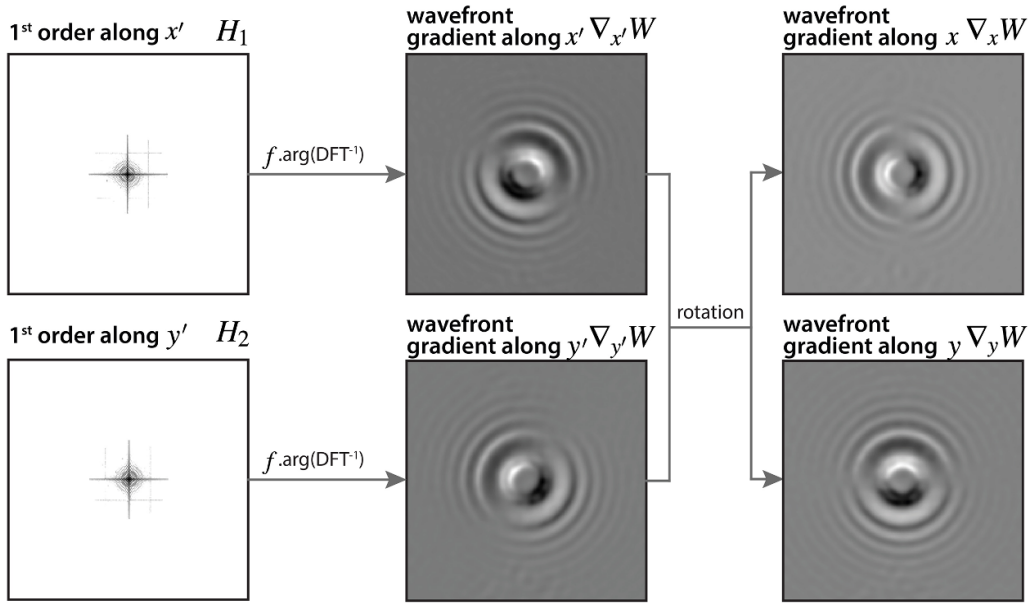 1st order along x′ H₁
wavefront
gradient along x′ ∇x′W
wavefront
gradient along x ∇xW
f.arg(DFT⁻¹)
rotation
1st order along y′ H₂
wavefront
gradient along y′ ∇y′W
wavefront
gradient along y ∇yW
f.arg(DFT⁻¹)